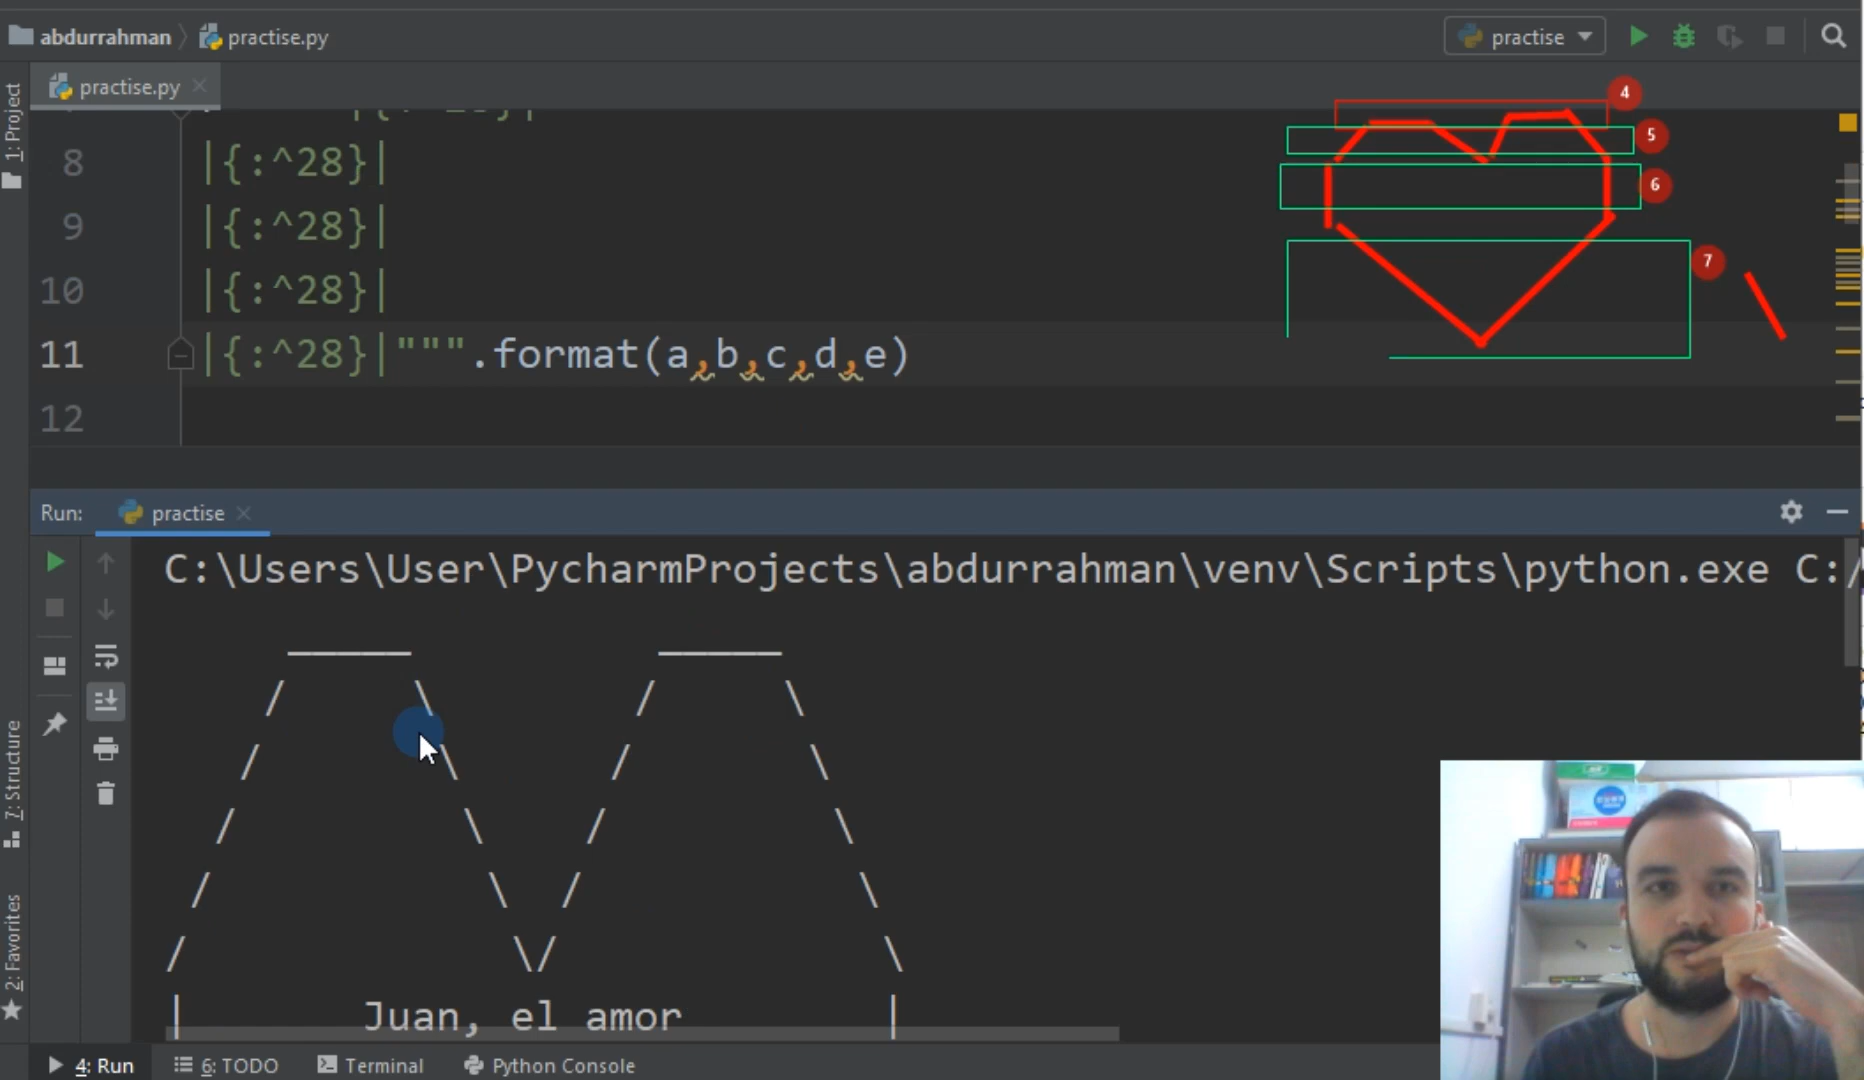 abdurrahman practise.py
practise
practise.py
4
5
6
7
1: Project
8 |{:^28}|
9 |{:^28}|
10 |{:^28}|
11 |{:^28}|""".format(a,b,c,d,e)
12
Run: practise
C:\Users\User\PycharmProjects\abdurrahman\venv\Scripts\python.exe C:/
_____ _____
/ \ / \
/ \ / \
/ \ / \
/ \ / \
/ \/ \
| Juan, el amor |
7: Structure
2: Favorites
4: Run 6: TODO Terminal Python Console